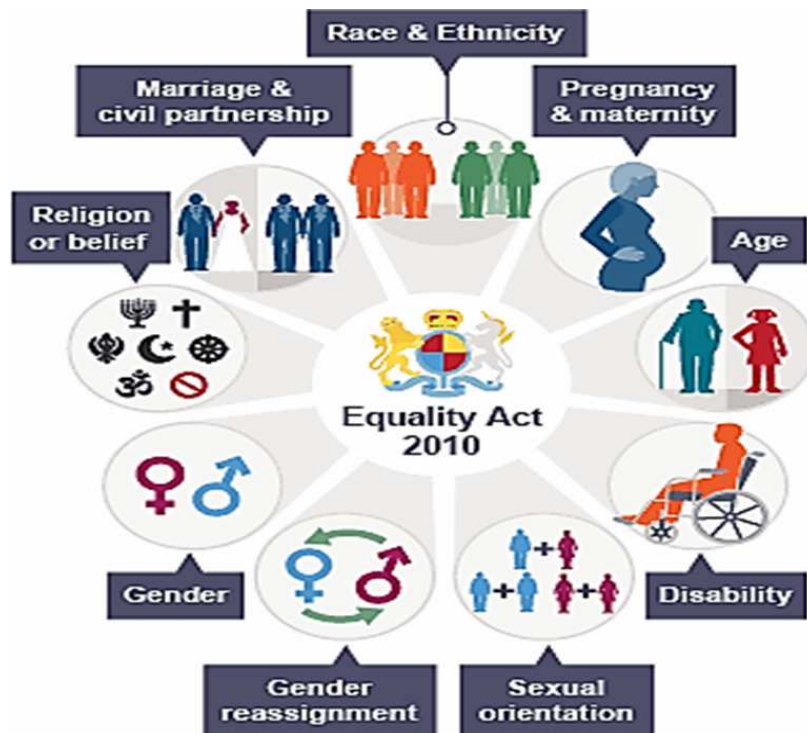 Race & Ethnicity
Marriage &
civil partnership
Pregnancy
& maternity
Religion
or belief
Age
Equality Act
2010
Gender
Disability
Gender
reassignment
Sexual
orientation